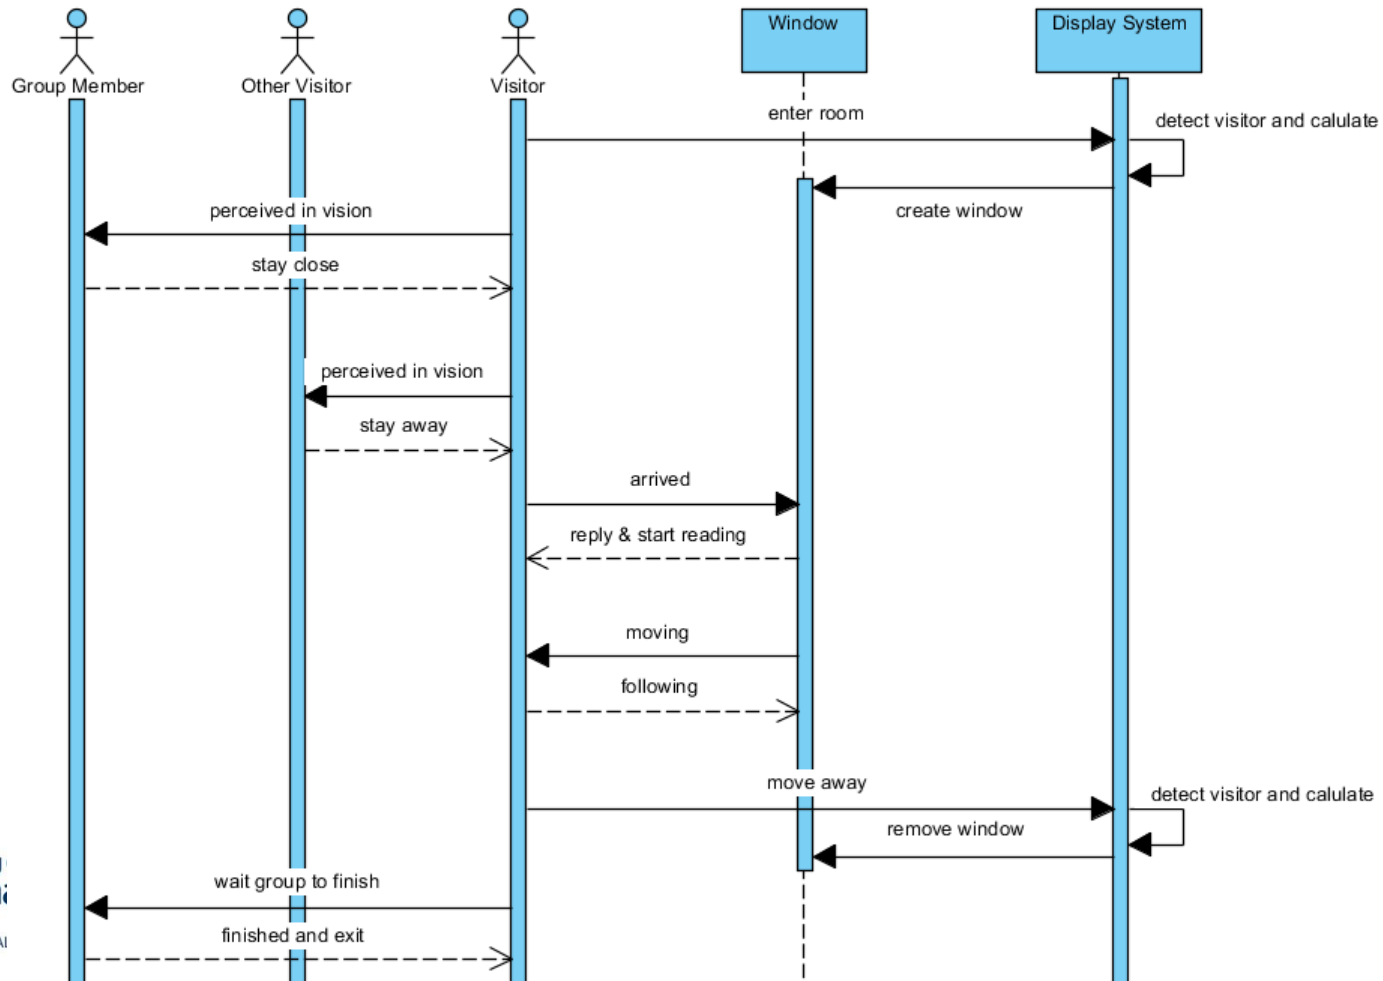 Group Member
Other Visitor
Visitor
Window
Display System
enter room
detect visitor and calulate
create window
perceived in vision
stay close
perceived in vision
stay away
arrived
reply & start reading
moving
following
move away
detect visitor and calulate
remove window
wait group to finish
finished and exit